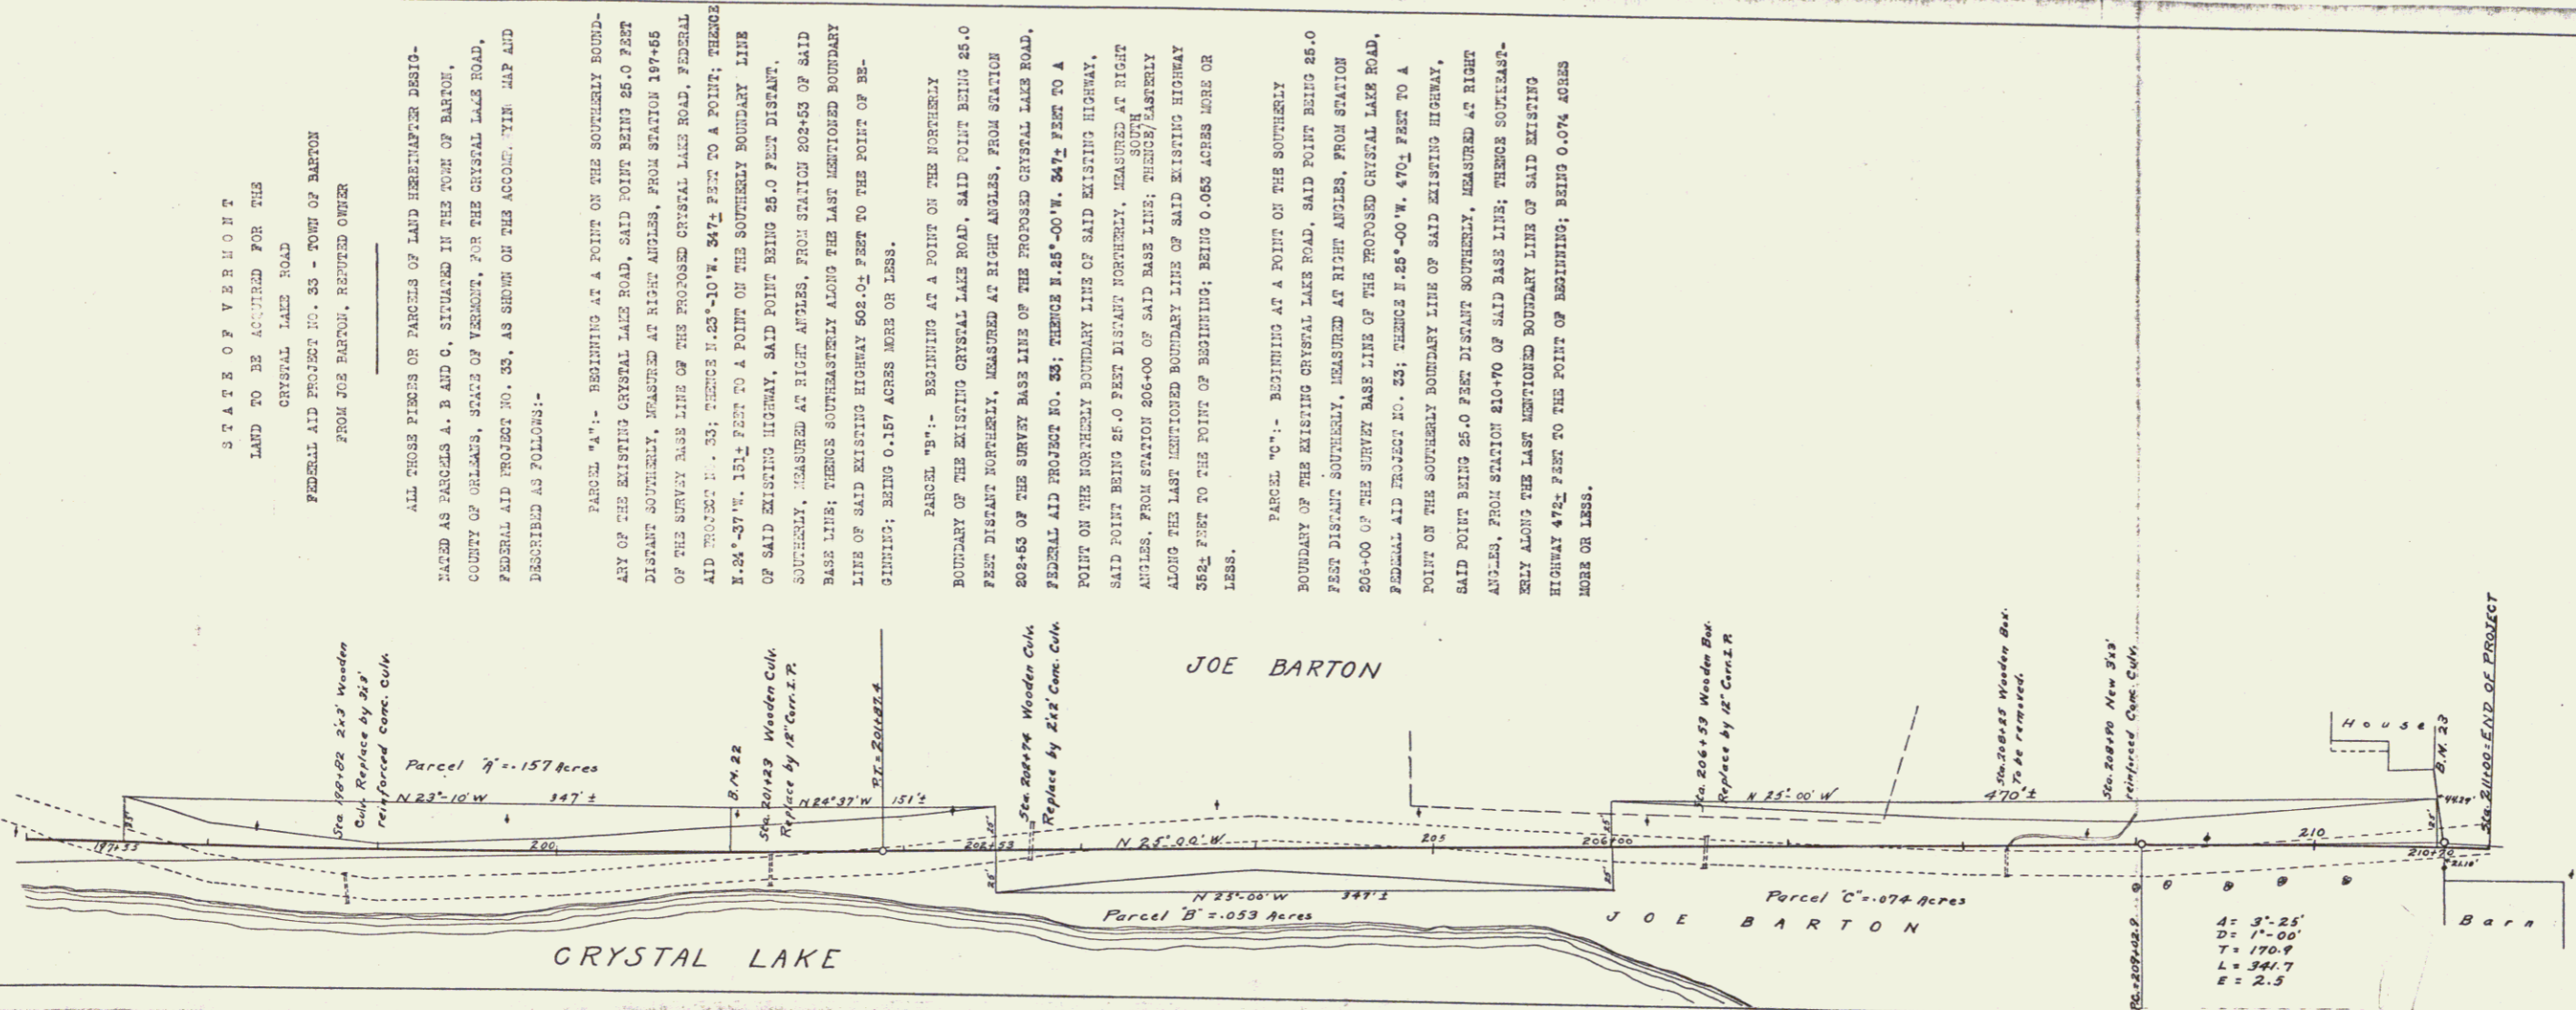 S T A T E   O F   V E R M O N T
LAND TO BE ACQUIRED FOR THE
CRYSTAL LAKE ROAD
FEDERAL AID PROJECT NO. 33 - TOWN OF BARTON
FROM JOE BARTON, REPUTED OWNER
ALL THOSE PIECES OR PARCELS OF LAND HEREINAFTER DESIG-
NATED AS PARCELS A. B AND C, SITUATED IN THE TOWN OF BARTON,
COUNTY OF ORLEANS, STATE OF VERMONT, FOR THE CRYSTAL LAKE ROAD,
FEDERAL AID PROJECT NO. 33, AS SHOWN ON THE MAP AND
DESCRIBED AS FOLLOWS:-
PARCEL "A":- BEGINNING AT A POINT ON THE SOUTHERLY BOUND-
ARY OF THE EXISTING CRYSTAL LAKE ROAD, SAID POINT BEING 25.0 FEET
DISTANT SOUTHERLY, MEASURED AT RIGHT ANGLES, FROM STATION 197+55
OF THE SURVEY BASE LINE OF THE PROPOSED CRYSTAL LAKE ROAD, FEDERAL
AID PROJECT NO. 33; THENCE N.23°-10'W. 347± FEET TO A POINT; THENCE
N.24°-37'W. 151± FEET TO A POINT ON THE SOUTHERLY BOUNDARY LINE
OF SAID EXISTING HIGHWAY, SAID POINT BEING 25.0 FEET DISTANT,
SOUTHERLY, MEASURED AT RIGHT ANGLES, FROM STATION 202+53 OF SAID
BASE LINE; THENCE SOUTHEASTERLY ALONG THE LAST MENTIONED BOUNDARY
LINE OF SAID EXISTING HIGHWAY 502.0± FEET TO THE POINT OF BE-
GINNING; BEING 0.157 ACRES MORE OR LESS.
PARCEL "B":- BEGINNING AT A POINT ON THE NORTHERLY
BOUNDARY OF THE EXISTING CRYSTAL LAKE ROAD, SAID POINT BEING 25.0
FEET DISTANT NORTHERLY, MEASURED AT RIGHT ANGLES, FROM STATION
202+53 OF THE SURVEY BASE LINE OF THE PROPOSED CRYSTAL LAKE ROAD,
FEDERAL AID PROJECT NO. 33; THENCE N.25°-00'W. 347± FEET TO A
POINT ON THE NORTHERLY BOUNDARY LINE OF SAID EXISTING HIGHWAY,
SAID POINT BEING 25.0 FEET DISTANT NORTHERLY, MEASURED AT RIGHT
SOUTH
ANGLES, FROM STATION 206+00 OF SAID BASE LINE; THENCE/EASTERLY
ALONG THE LAST MENTIONED BOUNDARY LINE OF SAID EXISTING HIGHWAY
352± FEET TO THE POINT OF BEGINNING; BEING 0.053 ACRES MORE OR
LESS.
PARCEL "C":- BEGINNING AT A POINT ON THE SOUTHERLY
BOUNDARY OF THE EXISTING CRYSTAL LAKE ROAD, SAID POINT BEING 25.0
FEET DISTANT SOUTHERLY, MEASURED AT RIGHT ANGLES, FROM STATION
206+00 OF THE SURVEY BASE LINE OF THE PROPOSED CRYSTAL LAKE ROAD,
FEDERAL AID PROJECT NO. 33; THENCE N.25°-00'W. 470± FEET TO A
POINT ON THE SOUTHERLY BOUNDARY LINE OF SAID EXISTING HIGHWAY,
SAID POINT BEING 25.0 FEET DISTANT SOUTHERLY, MEASURED AT RIGHT
ANGLES, FROM STATION 210+70 OF SAID BASE LINE; THENCE SOUTHEAST-
ERLY ALONG THE LAST MENTIONED BOUNDARY LINE OF SAID EXISTING
HIGHWAY 472± FEET TO THE POINT OF BEGINNING; BEING 0.074 ACRES
MORE OR LESS.
Sta. 198+82 2'x3' Wooden
Culv. Replace by 3'x3'
reinforced conc. Culv.
Parcel "A"=.157 Acres
N 23°-10' W 347'±
B.M. 22
Sta. 201+23 Wooden Culv.
Replace by 12" Corr. I. P.
N 24°37' W 151'±
P.T.=201+87.4
Sta. 202+74 Wooden Culv.
Replace by 2'x2' Conc. Culv.
JOE BARTON
Sta. 206+53 Wooden Box.
Replace by 12" Corr. I. P.
N 25°-00' W 470'±
Sta. 208+25 Wooden Box.
To be removed.
Sta. 208+90 New 3'x3'
reinforced Conc. Culv.
House
B.M. 23
Sta. 211+00=END OF PROJECT
25'
197+55
200
202+53
25'
25'
N 25°-00'-W
205
206+00
25'
25'
210
25'
44.29'
210+70
21.18'
N 25°-00' W 347'±
Parcel "B"=.053 Acres
JOE BARTON
Parcel "C"=.074 Acres
P.C.=209+02.9
Δ= 3°-25'
D= 1°-00'
T= 170.9
L= 341.7
E= 2.5
Barn
CRYSTAL LAKE